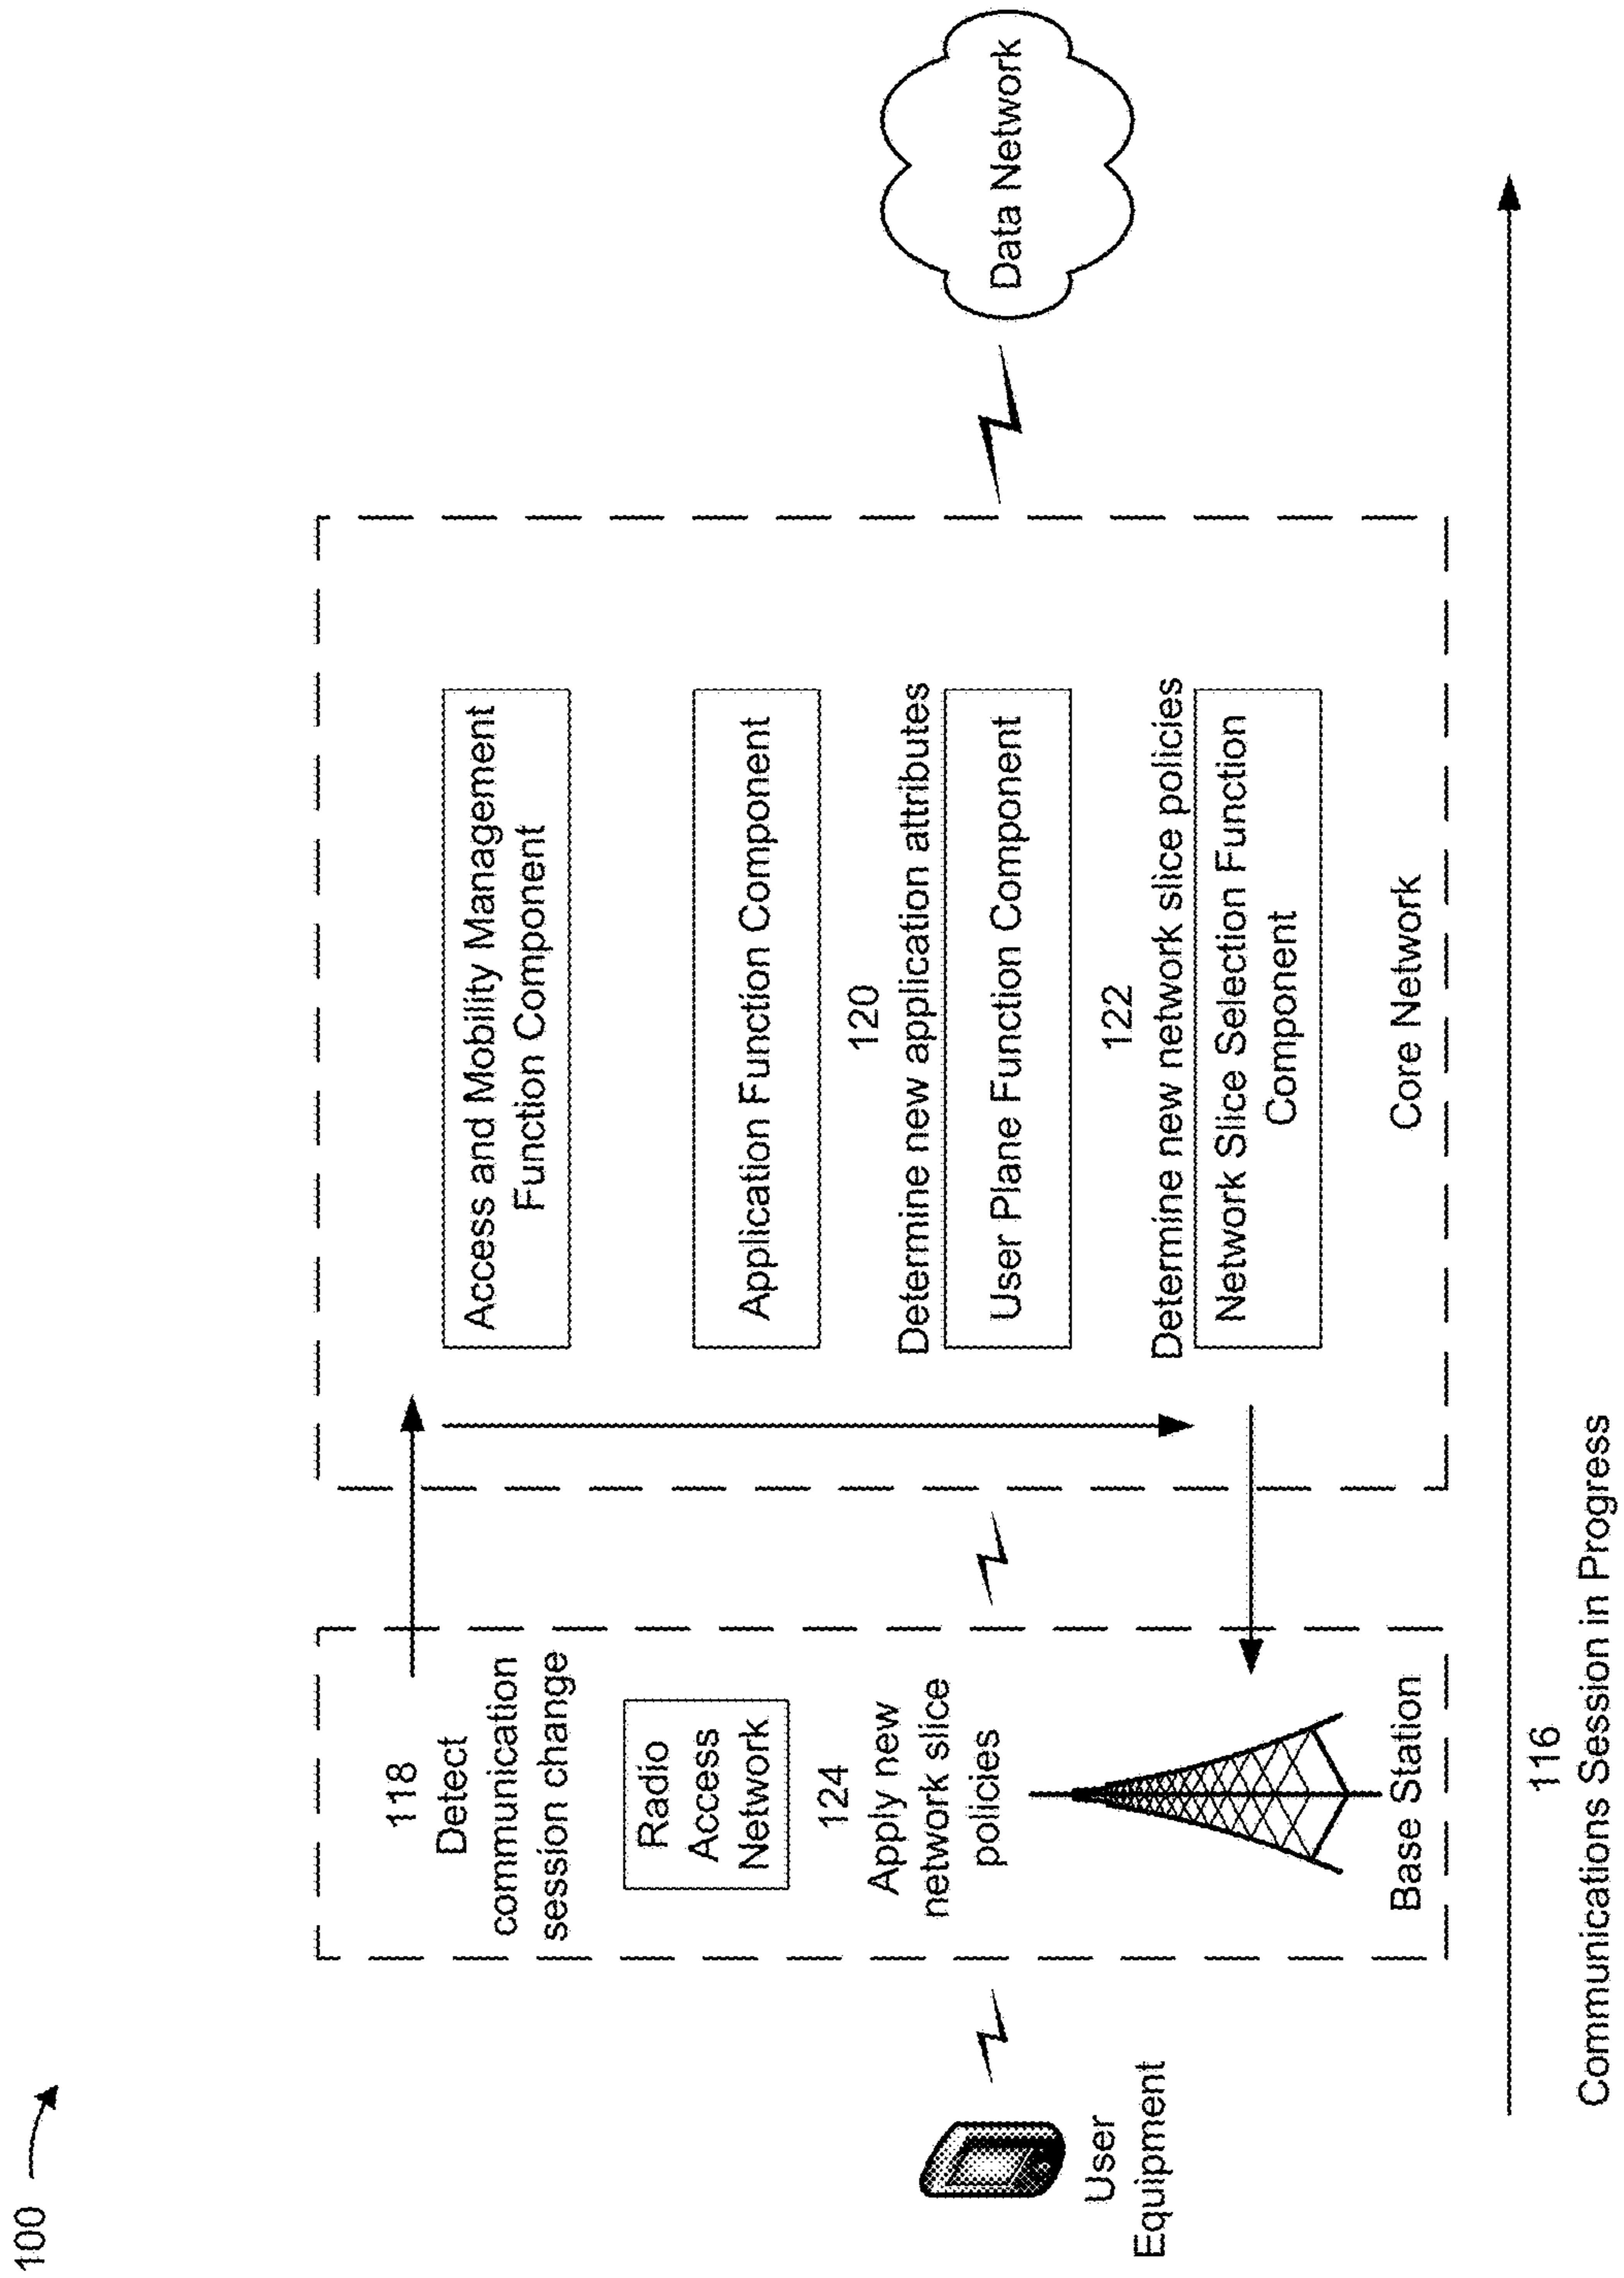 100
118
Detect
communication
session change
Radio
Access
Network
124
Apply new
network slice
policies
Base Station
User
Equipment
Access and Mobility Management
Function Component
Application Function Component
120
Determine new application attributes
User Plane Function Component
122
Determine new network slice policies
Network Slice Selection Function
Component
Core Network
Data Network
116
Communications Session in Progress